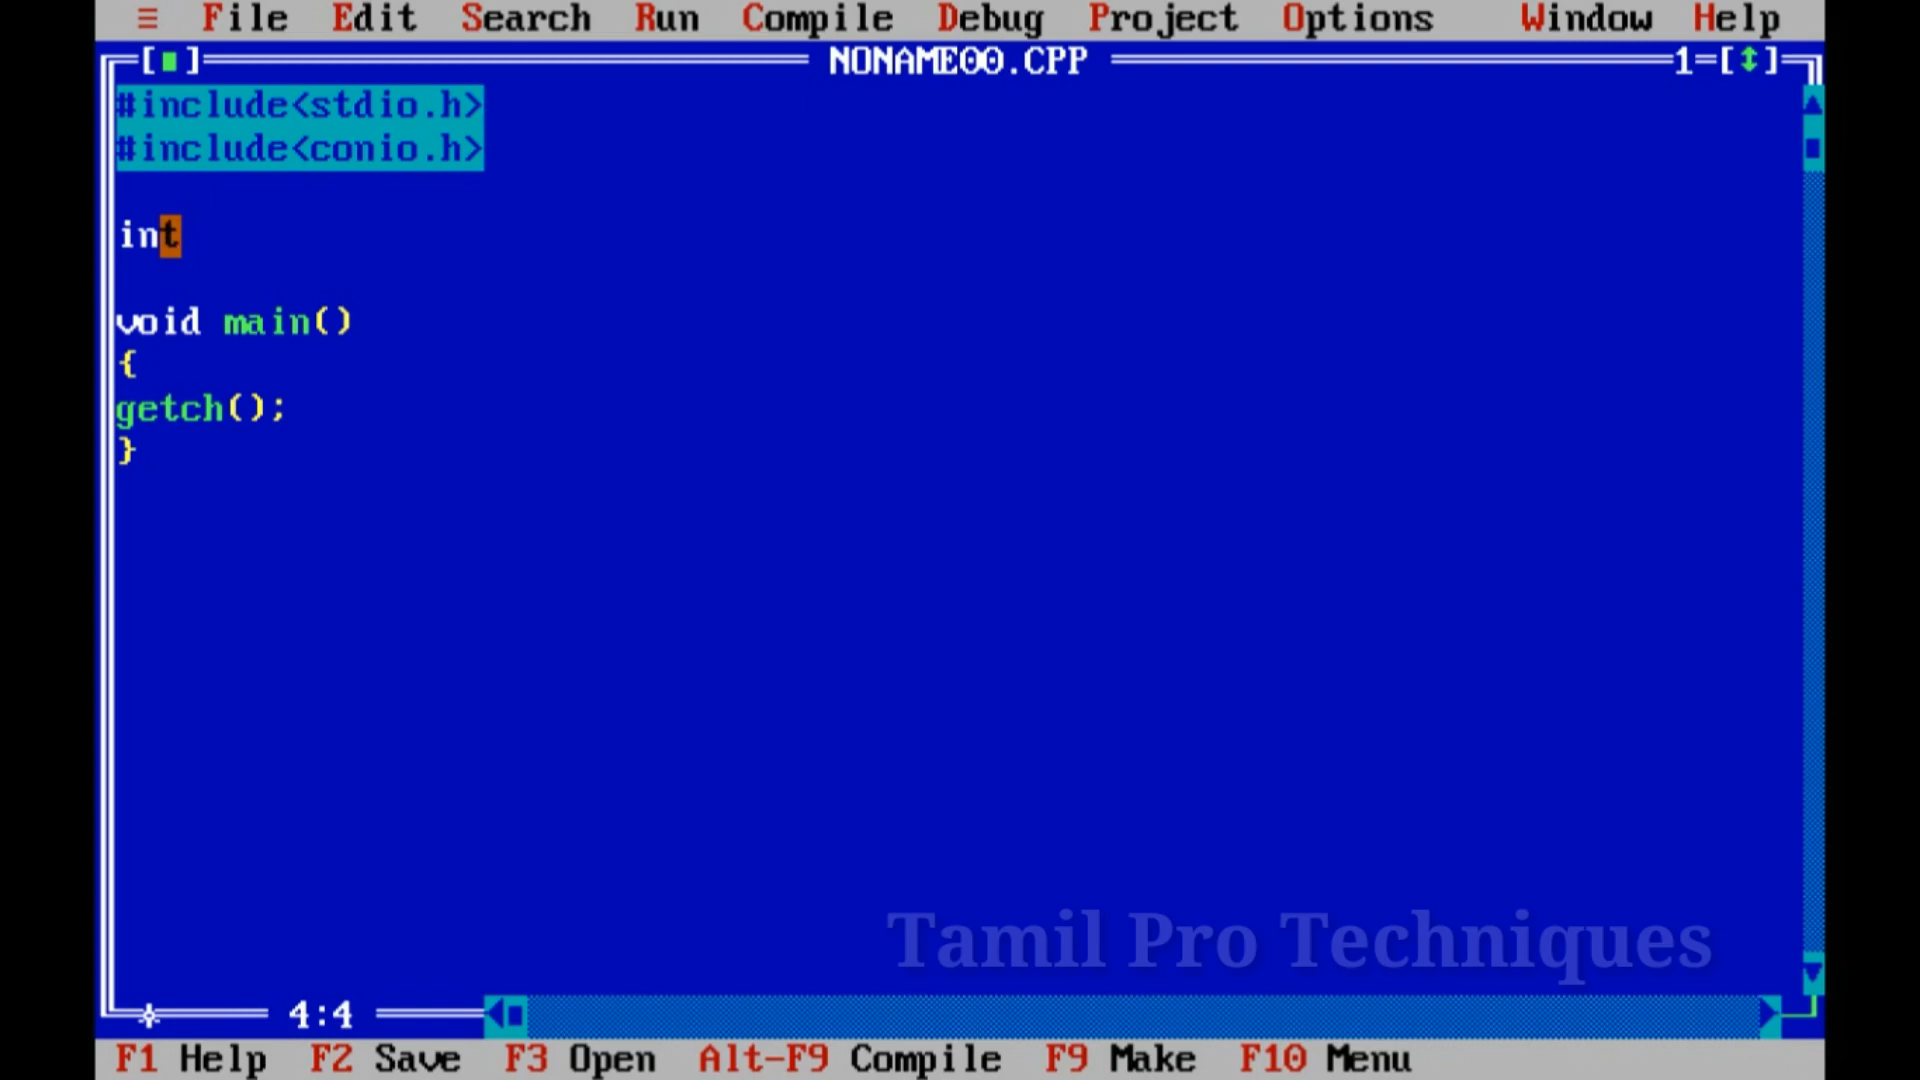 ≡ File Edit Search Run Compile Debug Project Options Window Help
[■] NONAME00.CPP 1=[↕]
#include<stdio.h>
#include<conio.h>
int
void main()
{
getch();
}
Tamil Pro Techniques
4:4
F1 Help F2 Save F3 Open Alt-F9 Compile F9 Make F10 Menu